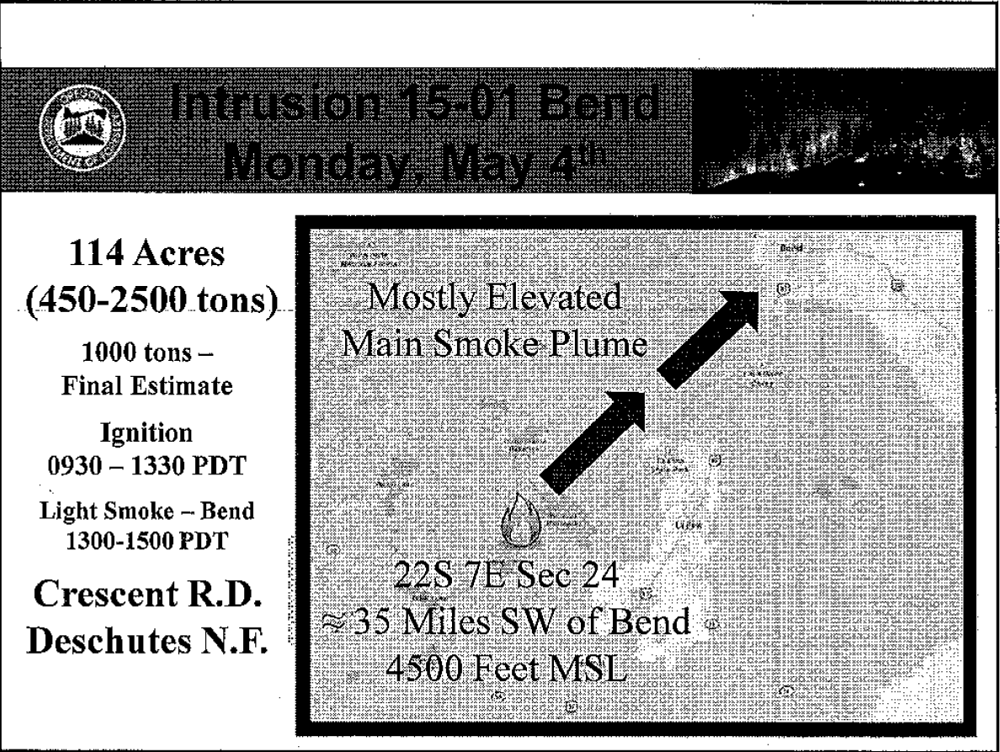 Intrusion 15-01 Bend
Monday, May 4th
114 Acres
(450-2500 tons)
1000 tons –
Final Estimate
Ignition
0930 – 1330 PDT
Light Smoke – Bend
1300-1500 PDT
Crescent R.D.
Deschutes N.F.
Bend
Mostly Elevated
Main Smoke Plume
22S 7E Sec 24
≈ 35 Miles SW of Bend
4500 Feet MSL